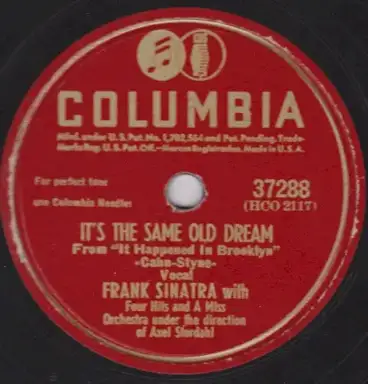 COLUMBIA
Mfd. under U.S. Pat. No. 1,702,564 and Pat. Pending. Trade-
Marks Reg. U.S. Pat. Off.-Marcas Registradas. Made in U.S.A.
For perfect tone
use Columbia Needles
37288
(HCO 2117)
IT'S THE SAME OLD DREAM
From "It Happened in Brooklyn"
-Cahn-Styne-
Vocal
FRANK SINATRA with
Four Hits and A Miss
Orchestra under the direction
of Axel Stordahl